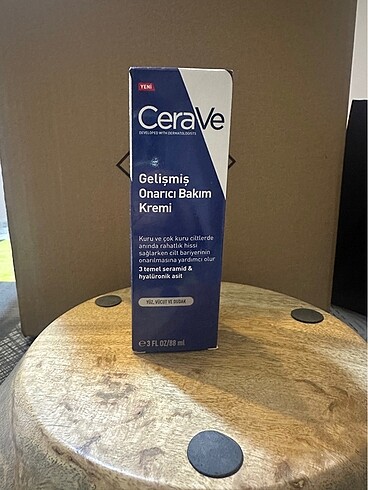 YENİ
CeraVe
DEVELOPED WITH DERMATOLOGISTS
Gelişmiş
Onarıcı Bakım
Kremi
Kuru ve çok kuru ciltlerde
anında rahatlık hissi
sağlarken cilt bariyerinin
onarılmasına yardımcı olur
3 temel seramid &
hyalüronik asit
YÜZ, VÜCUT VE DUDAK
℮ 3 FL OZ/88 ml